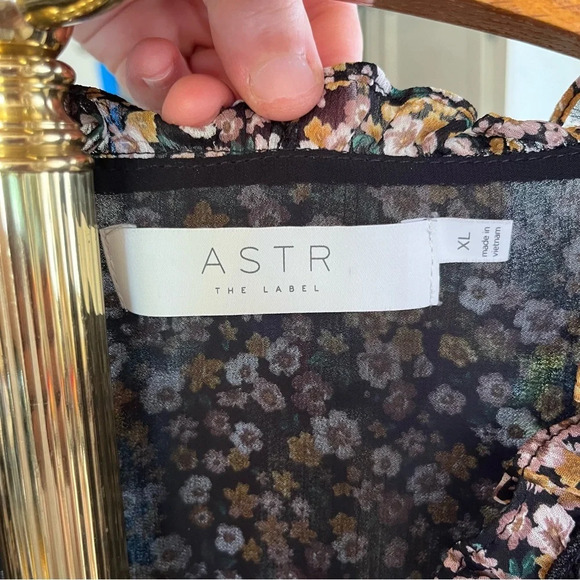 ASTR
THE LABEL
XL
made in
vietnam